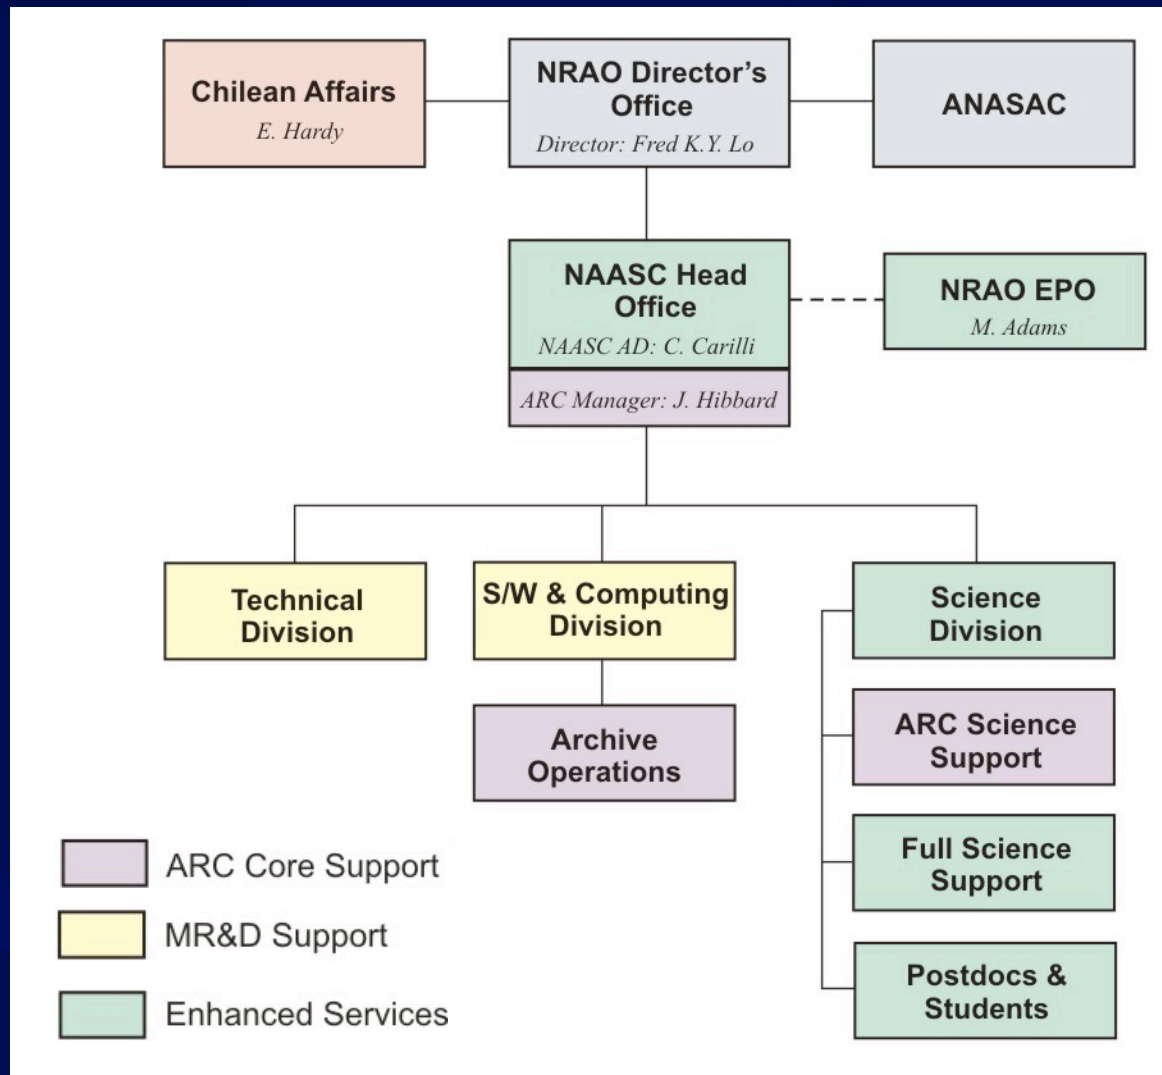 Chilean Affairs
E. Hardy
NRAO Director’s
Office
Director: Fred K.Y. Lo
ANASAC
NAASC Head
Office
NAASC AD: C. Carilli
ARC Manager: J. Hibbard
NRAO EPO
M. Adams
Technical
Division
S/W & Computing
Division
Archive
Operations
Science
Division
ARC Science
Support
Full Science
Support
Postdocs &
Students
ARC Core Support
MR&D Support
Enhanced Services